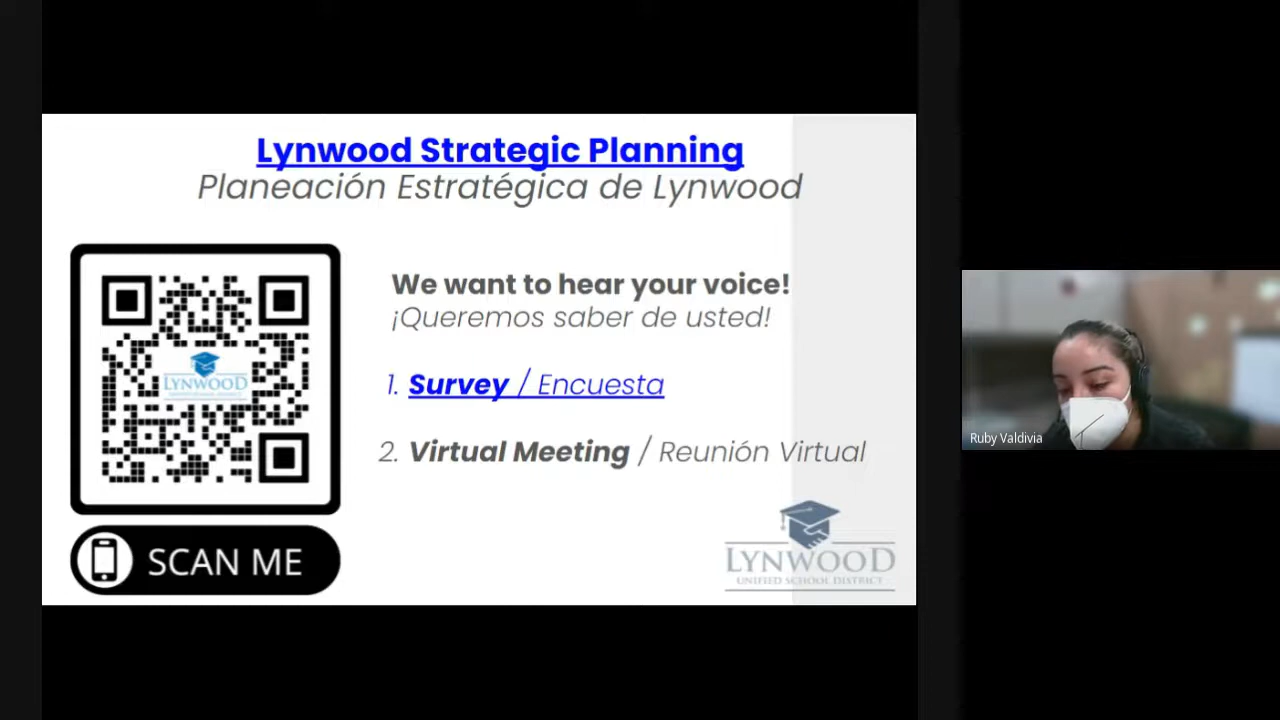 Lynwood Strategic Planning
Planeación Estratégica de Lynwood
We want to hear your voice!
¡Queremos saber de usted!
1. Survey / Encuesta
2. Virtual Meeting / Reunión Virtual
LYNWOOD
SCAN ME
LYNWOOD
UNIFIED SCHOOL DISTRICT
Ruby Valdivia